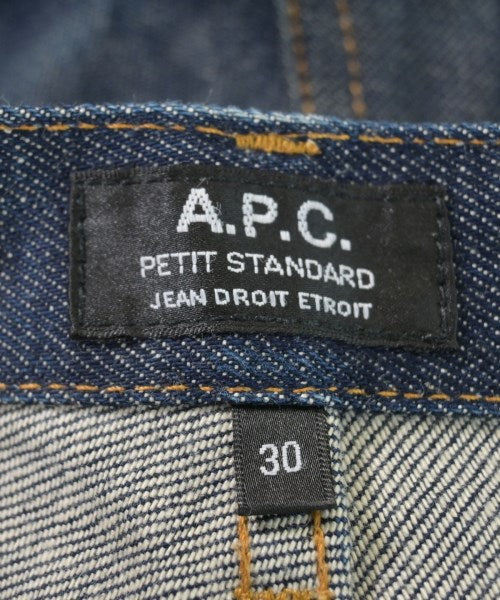 A.P.C.
PETIT STANDARD
JEAN DROIT ETROIT
30